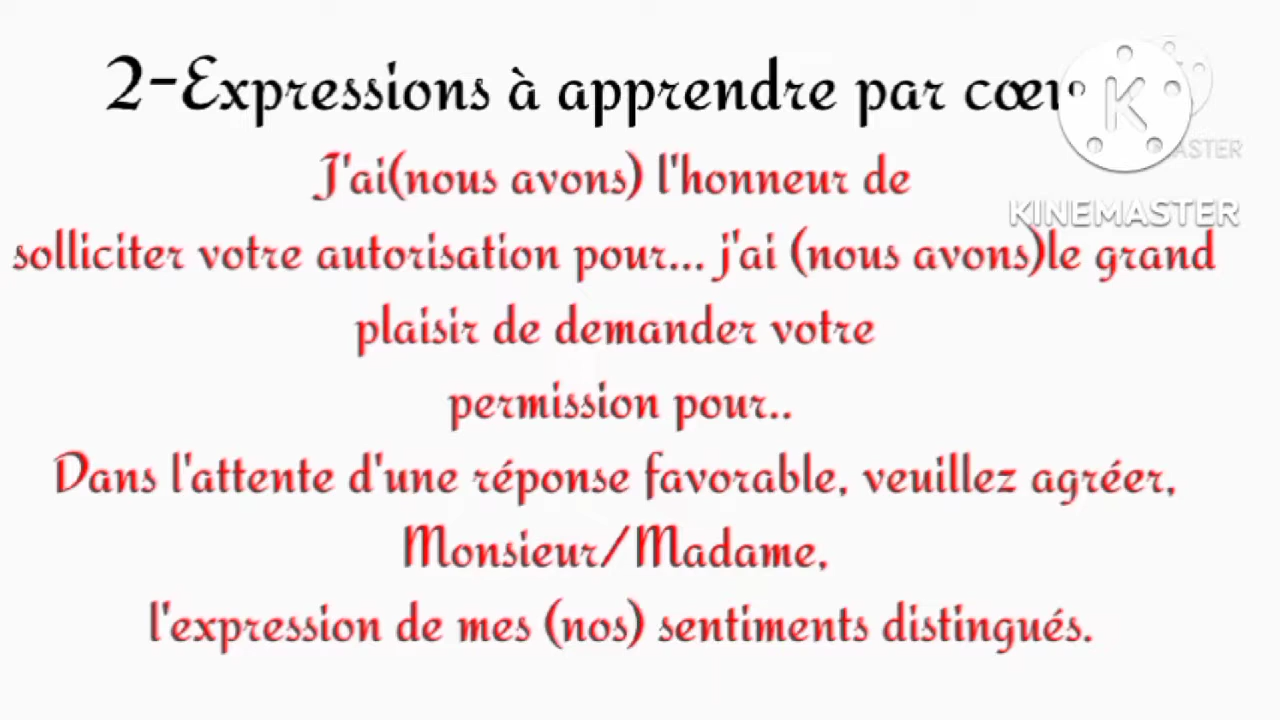 2-Expressions à apprendre par
J'ai(nous avons) l'honneur de
solliciter votre autorisation pour... j'ai (nous avons)le grand
plaisir de demander votre
permission pour..
Dans l'attente d'une réponse favorable, veuillez agréer,
Monsieur/Madame,
l'expression de mes (nos) sentiments distingués.
K
KINEMASTER